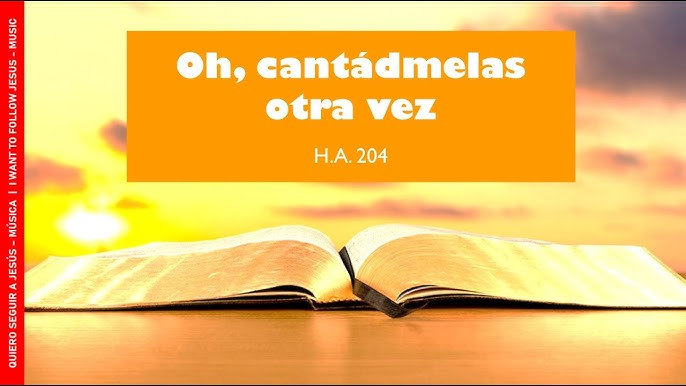 Oh, cantádmelas
otra vez
H.A. 204
QUIERO SEGUIR A JESÚS – MÚSICA | I WANT TO FOLLOW JESUS – MUSIC